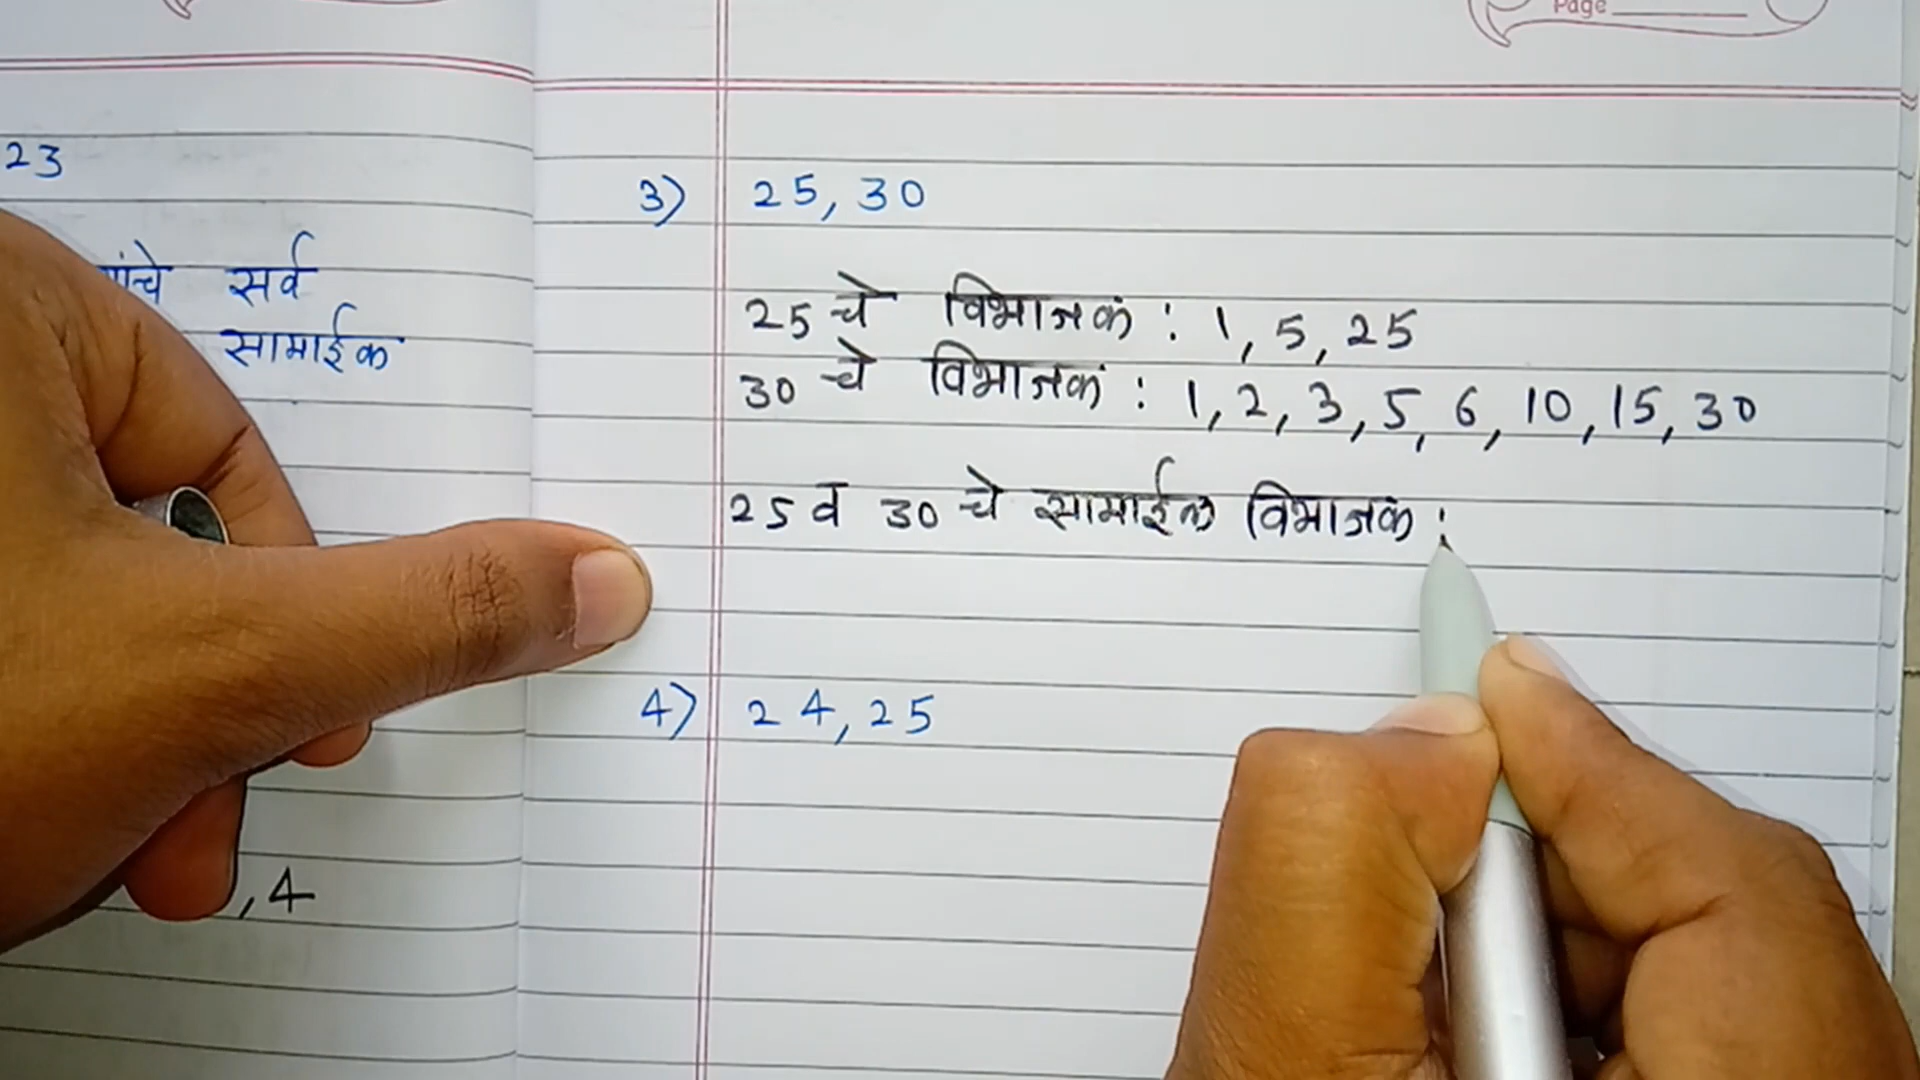 Page
23
सर्व
सामाईक
, 4
3) 25, 30
25 चे विभाजक : 1, 5, 25
30 चे विभाजक : 1, 2, 3, 5, 6, 10, 15, 30
25 व 30 चे सामाईक विभाजक :
4) 24, 25